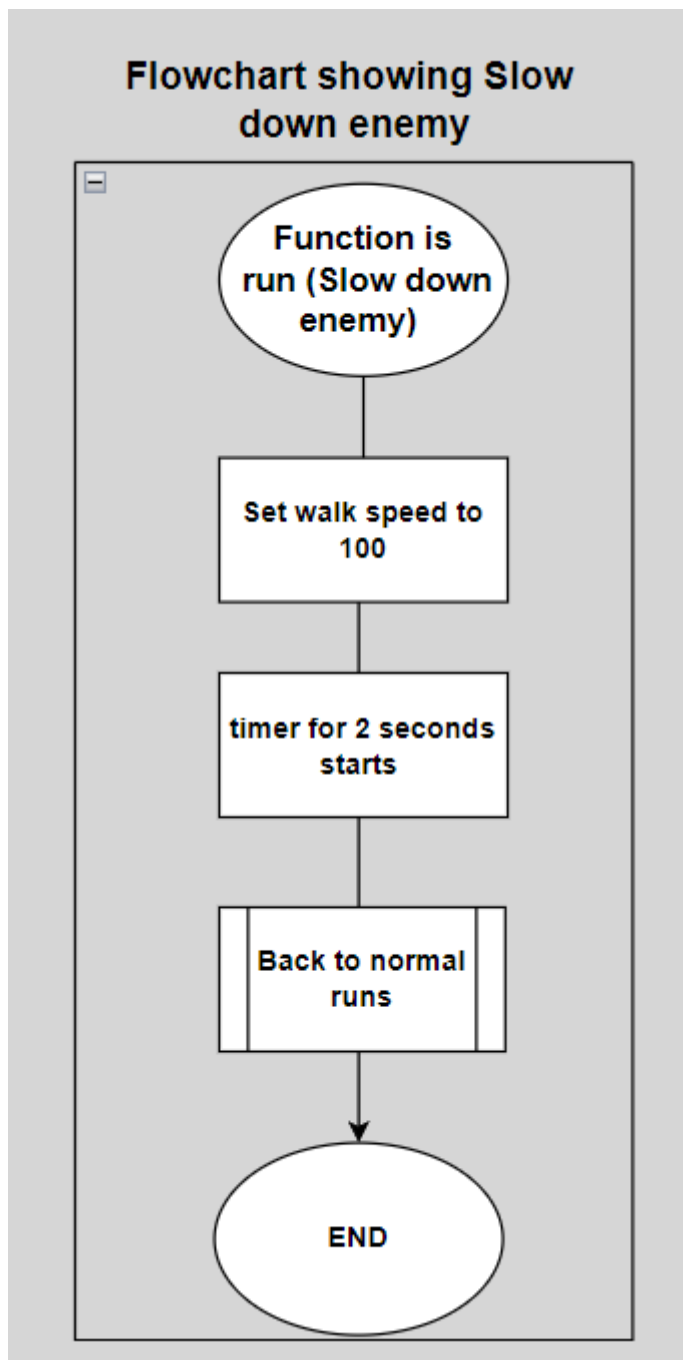 Flowchart showing Slow
down enemy
Function is
run (Slow down
enemy)
Set walk speed to
100
timer for 2 seconds
starts
Back to normal
runs
END